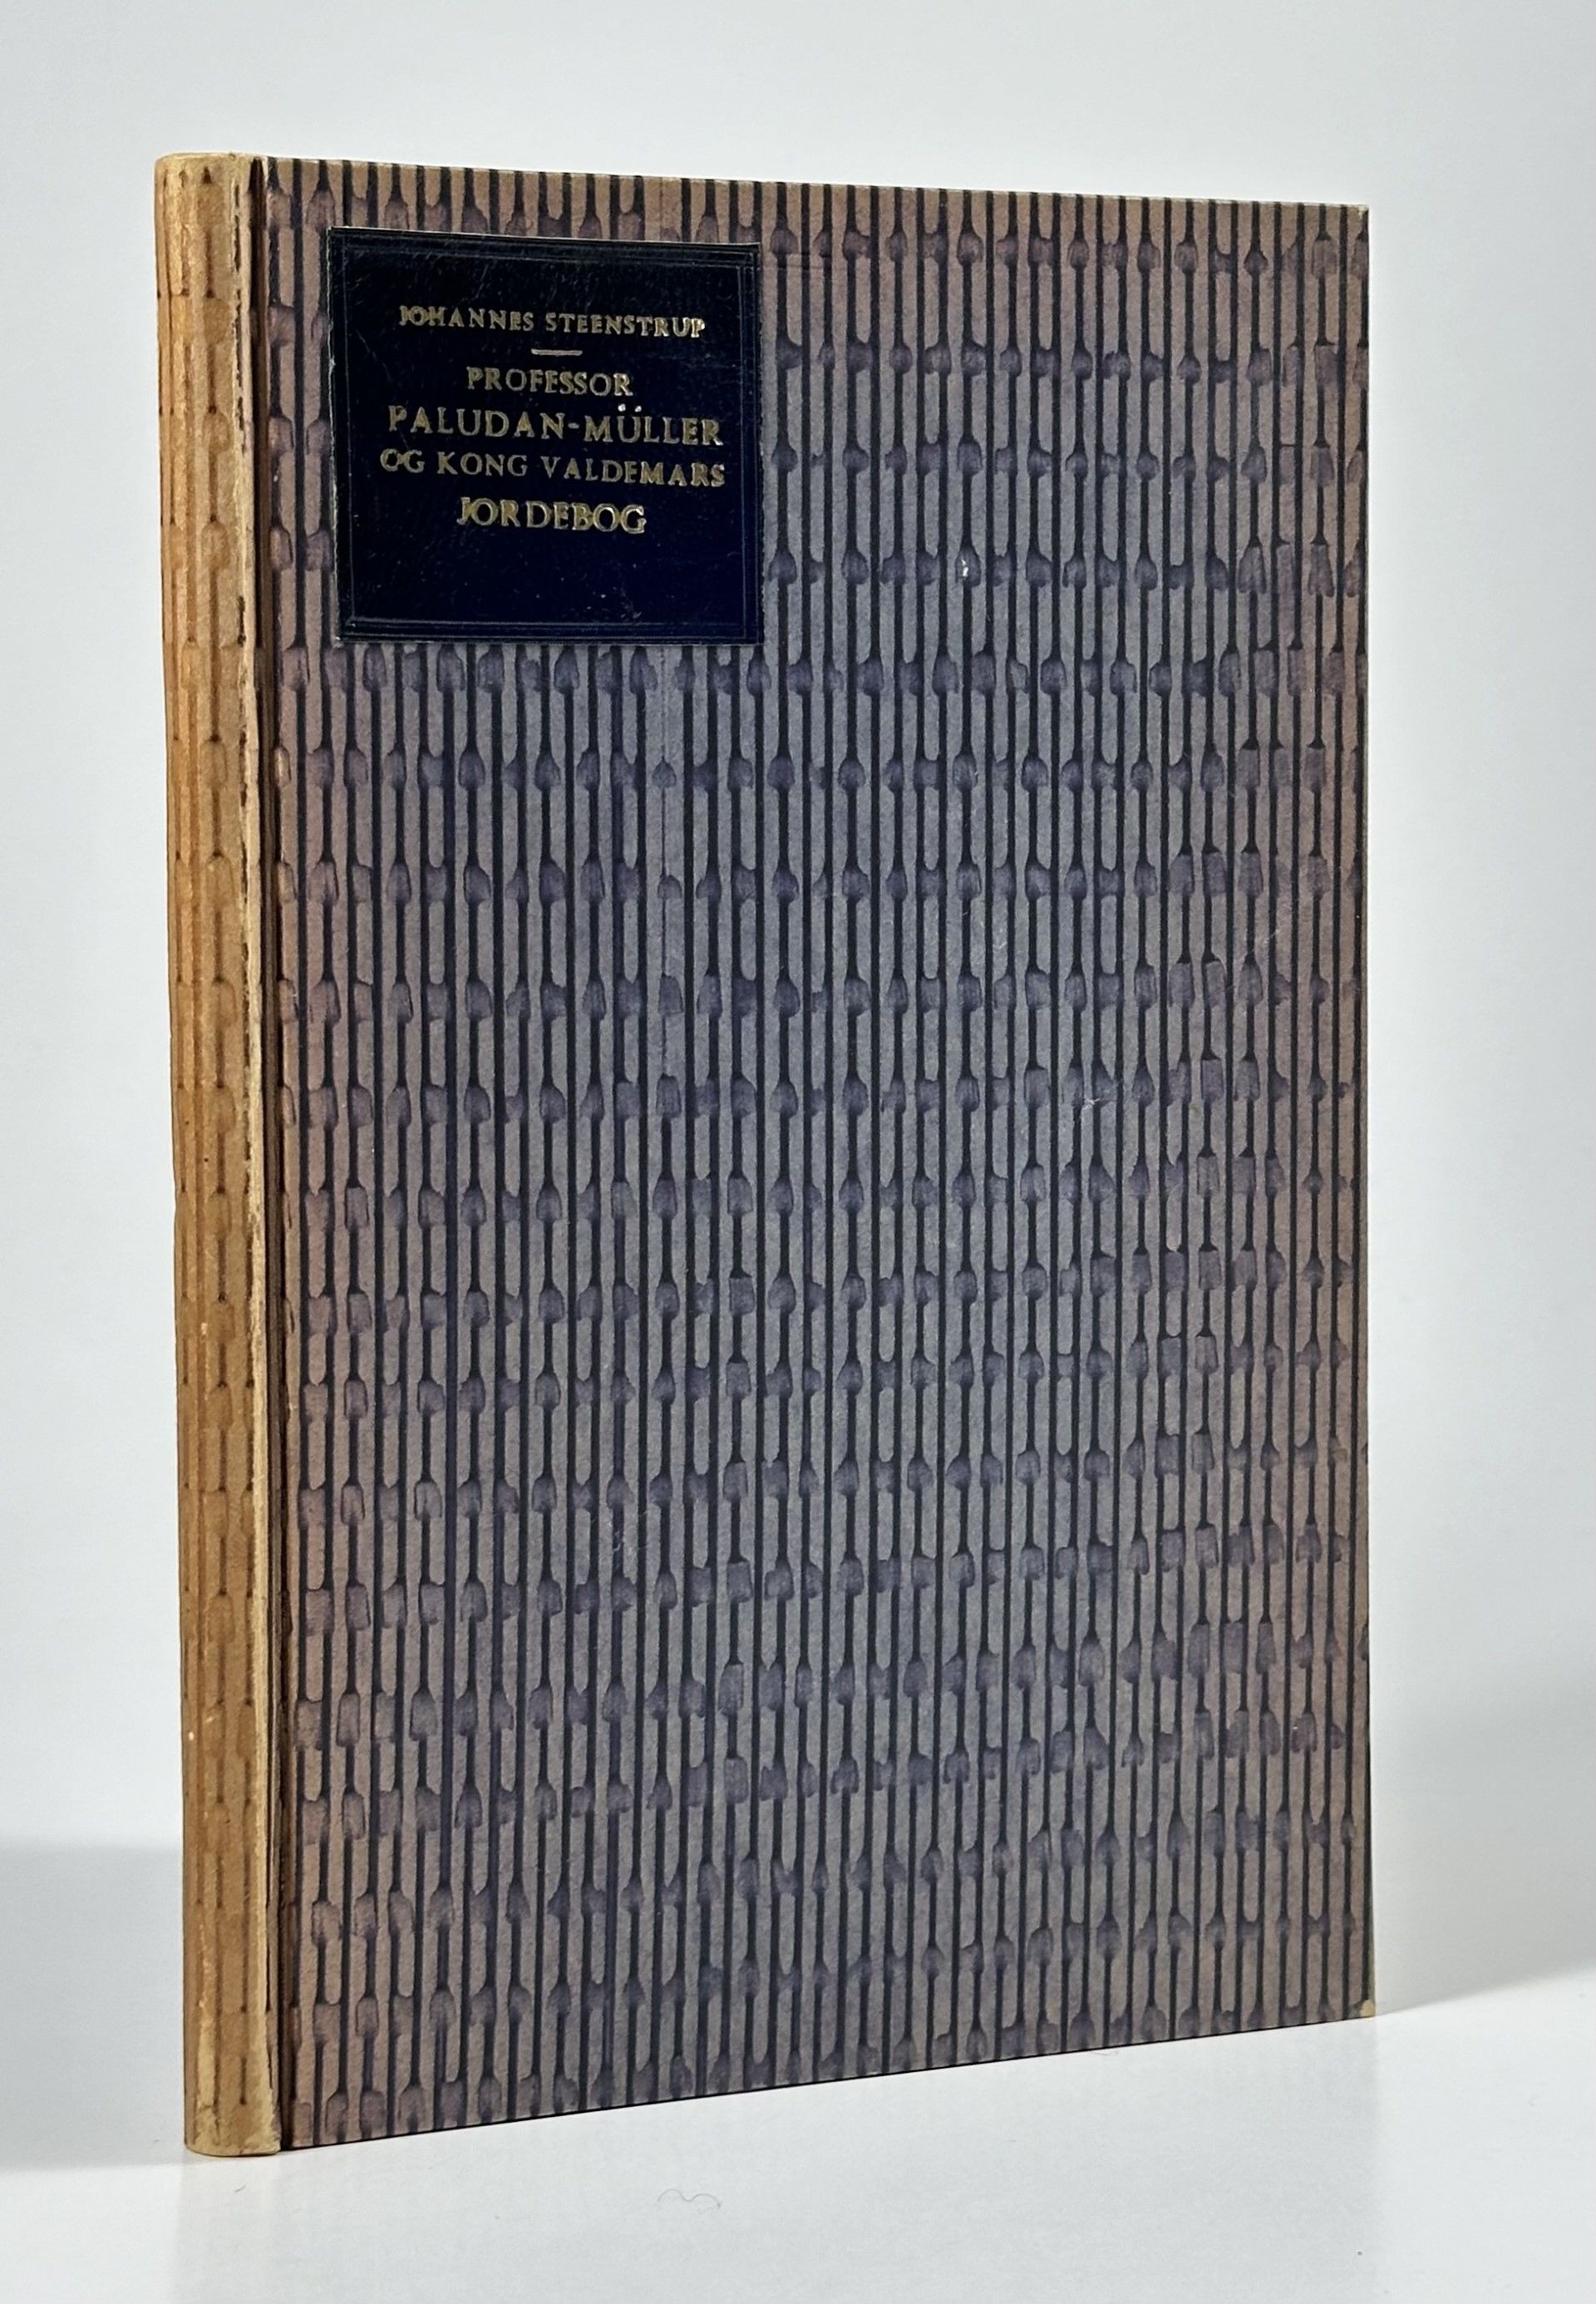 JOHANNES STEENSTRUP
PROFESSOR
PALUDAN-MÜLLER
OG KONG VALDEMARS
JORDEBOG